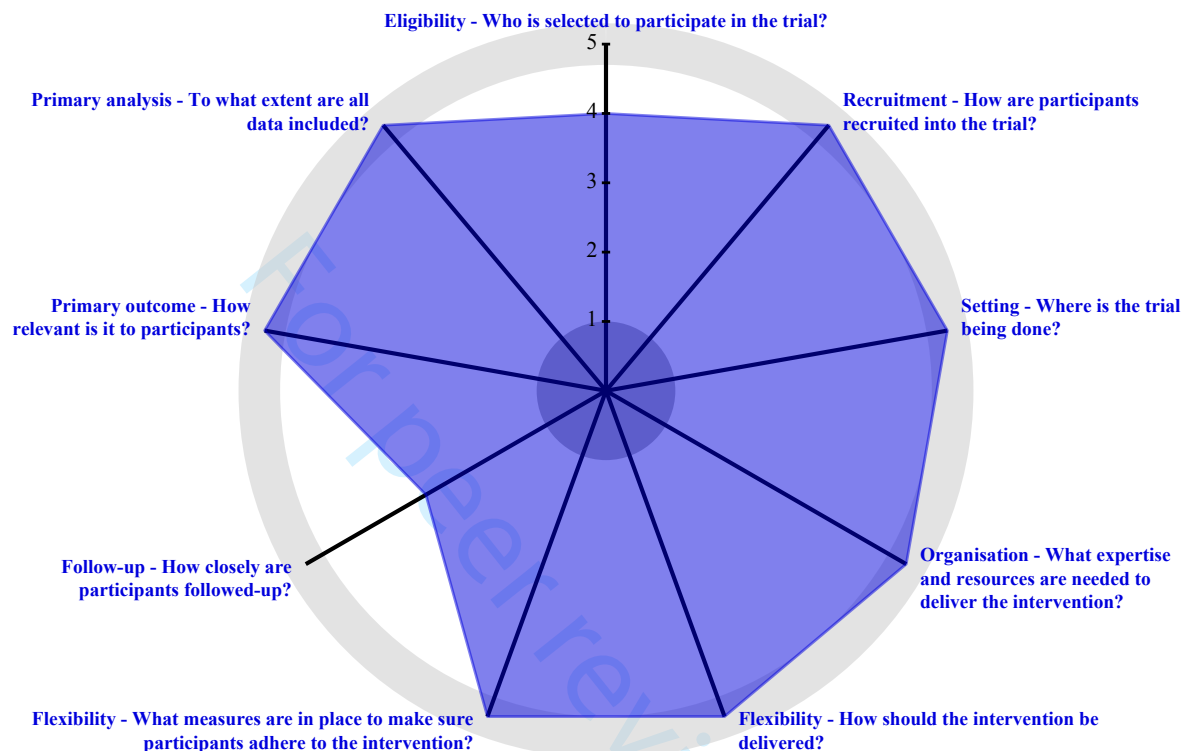 Eligibility - Who is selected to participate in the trial?
5
Primary analysis - To what extent are all
data included?
4
Recruitment - How are participants
recruited into the trial?
3
2
Primary outcome - How
relevant is it to participants?
1
Setting - Where is the trial
being done?
Follow-up - How closely are
participants followed-up?
Organisation - What expertise
and resources are needed to
deliver the intervention?
Flexibility - What measures are in place to make sure
participants adhere to the intervention?
Flexibility - How should the intervention be
delivered?
For peer revi